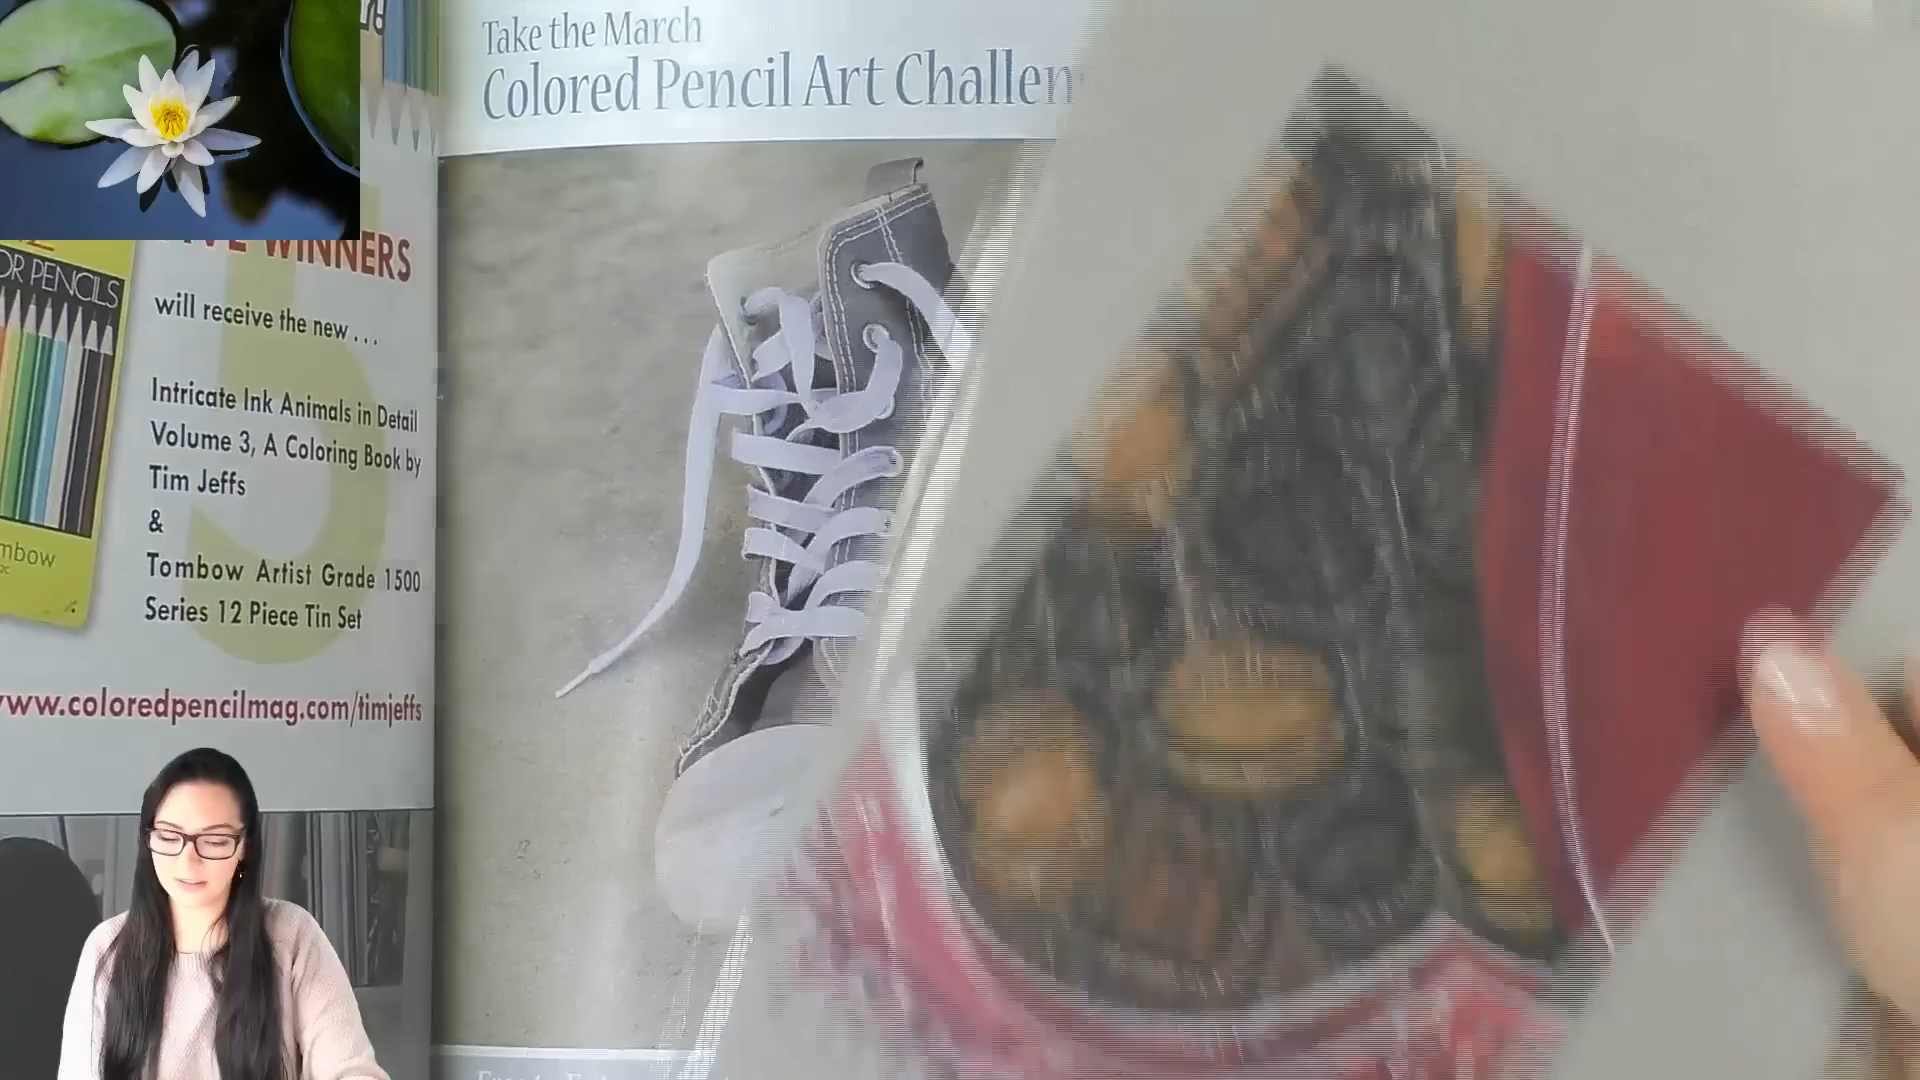 WINNERS
OR PENCILS
will receive the new . . .
Intricate Ink Animals in Detail
Volume 3, A Coloring Book by
Tim Jeffs
&
Tombow Artist Grade 1500
Series 12 Piece Tin Set
mbow
www.coloredpencilmag.com/timjeffs
Take the March
Colored Pencil Art Challen